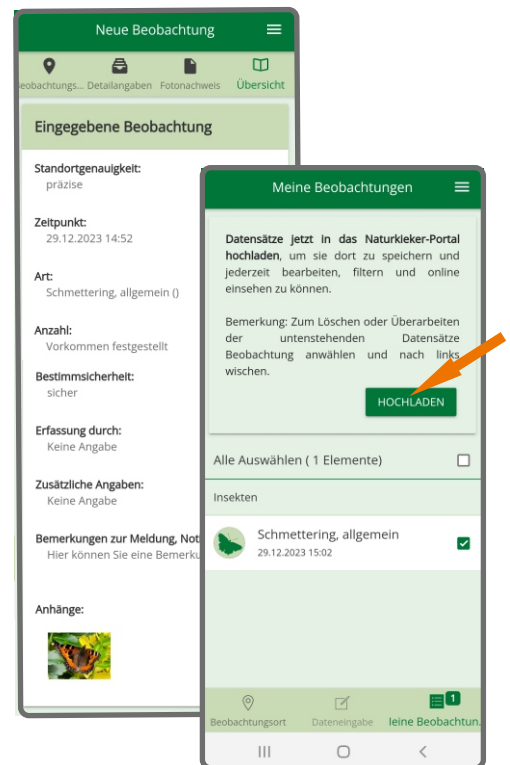 Neue Beobachtung
Beobachtungs... Detailangaben Fotonachweis Übersicht
Eingegebene Beobachtung
Standortgenauigkeit:
präzise
Zeitpunkt:
29.12.2023 14:52
Art:
Schmettering, allgemein ()
Anzahl:
Vorkommen festgestellt
Bestimmsicherheit:
sicher
Erfassung durch:
Keine Angabe
Zusätzliche Angaben:
Keine Angabe
Bemerkungen zur Meldung, Not
Hier können Sie eine Bemerku
Anhänge:
Meine Beobachtungen
Datensätze jetzt in das Naturkieker-Portal
hochladen, um sie dort zu speichern und
jederzeit bearbeiten, filtern und online
einsehen zu können.
Bemerkung: Zum Löschen oder Überarbeiten
der untenstehenden Datensätze
Beobachtung anwählen und nach links
wischen.
HOCHLADEN
Alle Auswählen ( 1 Elemente)
Insekten
Schmettering, allgemein
29.12.2023 15:02
1
Beobachtungsort Dateneingabe leine Beobachtun.